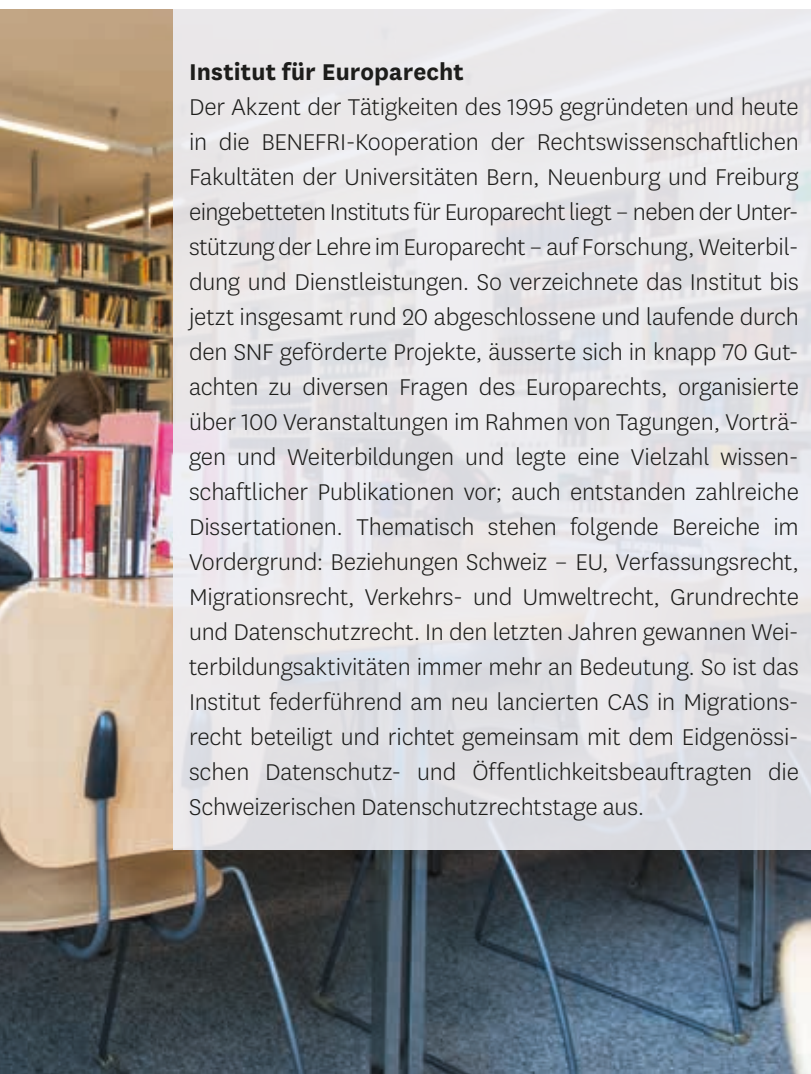 Institut für Europarecht
Der Akzent der Tätigkeiten des 1995 gegründeten und heute
in die BENEFRI-Kooperation der Rechtswissenschaftlichen
Fakultäten der Universitäten Bern, Neuenburg und Freiburg
eingebetteten Instituts für Europarecht liegt – neben der Unter-
stützung der Lehre im Europarecht – auf Forschung, Weiterbil-
dung und Dienstleistungen. So verzeichnete das Institut bis
jetzt insgesamt rund 20 abgeschlossene und laufende durch
den SNF geförderte Projekte, äusserte sich in knapp 70 Gut-
achten zu diversen Fragen des Europarechts, organisierte
über 100 Veranstaltungen im Rahmen von Tagungen, Vorträ-
gen und Weiterbildungen und legte eine Vielzahl wissen-
schaftlicher Publikationen vor; auch entstanden zahlreiche
Dissertationen. Thematisch stehen folgende Bereiche im
Vordergrund: Beziehungen Schweiz – EU, Verfassungsrecht,
Migrationsrecht, Verkehrs- und Umweltrecht, Grundrechte
und Datenschutzrecht. In den letzten Jahren gewannen Wei-
terbildungsaktivitäten immer mehr an Bedeutung. So ist das
Institut federführend am neu lancierten CAS in Migrations-
recht beteiligt und richtet gemeinsam mit dem Eidgenössi-
schen Datenschutz- und Öffentlichkeitsbeauftragten die
Schweizerischen Datenschutzrechtstage aus.